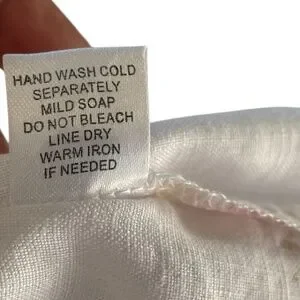 HAND WASH COLD
SEPARATELY
MILD SOAP
DO NOT BLEACH
LINE DRY
WARM IRON
IF NEEDED